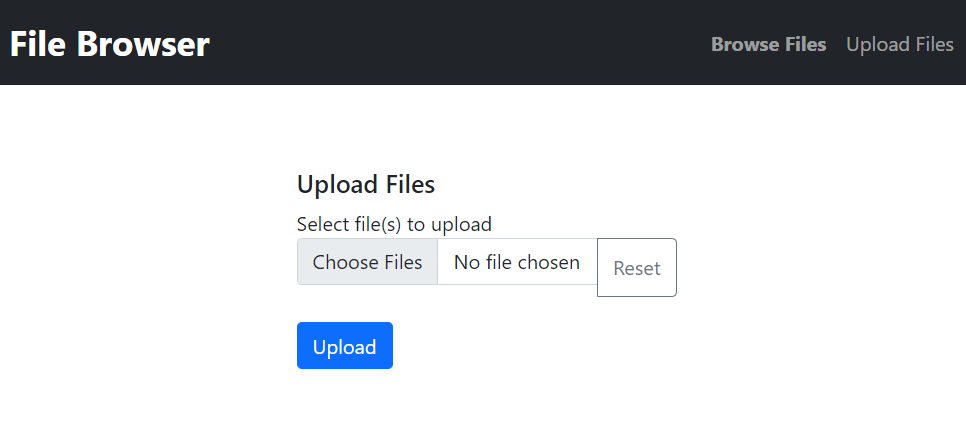 File Browser
Browse Files Upload Files
Upload Files
Select file(s) to upload
Choose Files No file chosen Reset
Upload